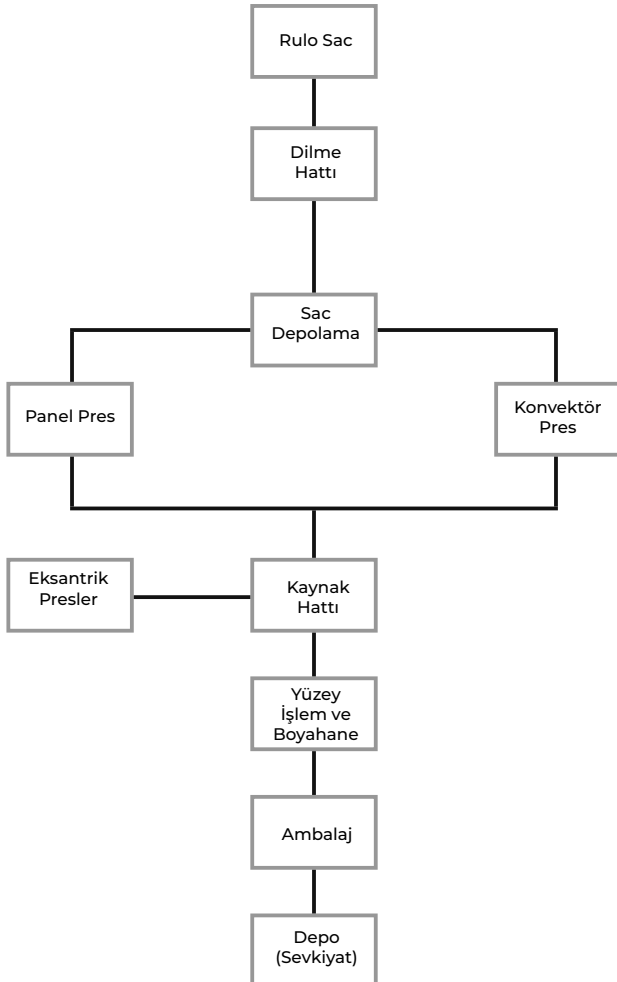 Rulo Sac
Dilme
Hattı
Sac
Depolama
Panel Pres
Konvektör
Pres
Eksantrik
Presler
Kaynak
Hattı
Yüzey
İşlem ve
Boyahane
Ambalaj
Depo
(Sevkiyat)